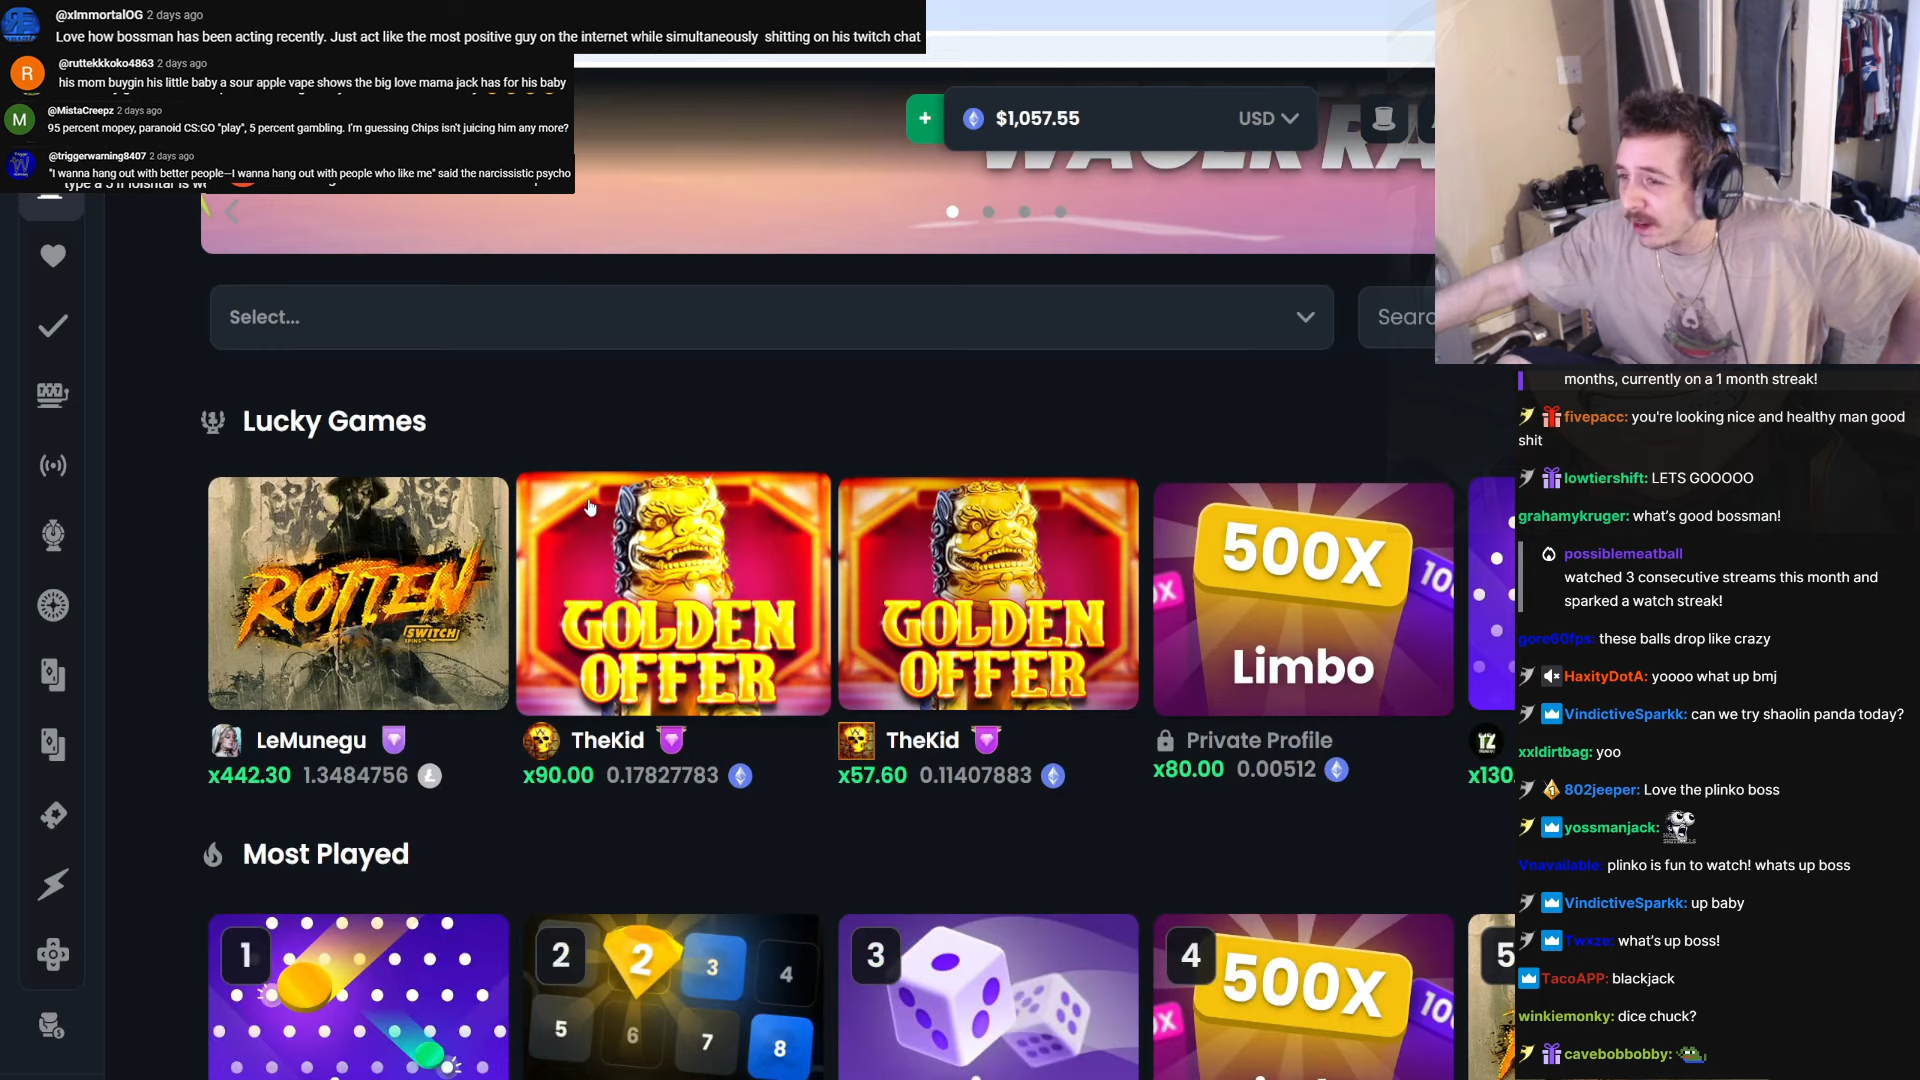 @xImmortalOG 2 days ago
Love how bossman has been acting recently. Just act like the most positive guy on the internet while simultaneously shitting on his twitch chat
@ruttekkkoko4863 2 days ago
his mom buygin his little baby a sour apple vape shows the big love mama jack has for his baby
@MistaCreepz 2 days ago
95 percent mopey, paranoid CS:GO "play", 5 percent gambling. I'm guessing Chips isn't juicing him any more?
@triggerwarning8407 2 days ago
"I wanna hang out with better people—I wanna hang out with people who like me" said the narcissistic psycho
+
$1,057.55
USD
WAGER RA
Select...
Searc
Lucky Games
ROTTEN
SWITCH
SPINS
GOLDEN
OFFER
GOLDEN
OFFER
500X
Limbo
LeMunegu
x442.30 1.3484756
TheKid
x90.00 0.17827783
TheKid
x57.60 0.11407883
Private Profile
x80.00 0.00512
x130.
Most Played
1
2
2
3
4
5
6
7
8
3
4
500X
10
5
months, currently on a 1 month streak!
fivepacc: you're looking nice and healthy man good
shit
lowtiershift: LETS GOOOOO
grahamykruger: what's good bossman!
possiblemeatball
watched 3 consecutive streams this month and
sparked a watch streak!
gore60fps: these balls drop like crazy
HaxityDotA: yoooo what up bmj
VindictiveSparkk: can we try shaolin panda today?
xxldirtbag: yoo
802jeeper: Love the plinko boss
yossmanjack:
Vnavailable: plinko is fun to watch! whats up boss
VindictiveSparkk: up baby
Twxze: what's up boss!
TacoAPP: blackjack
winkiemonky: dice chuck?
cavebobbobby: